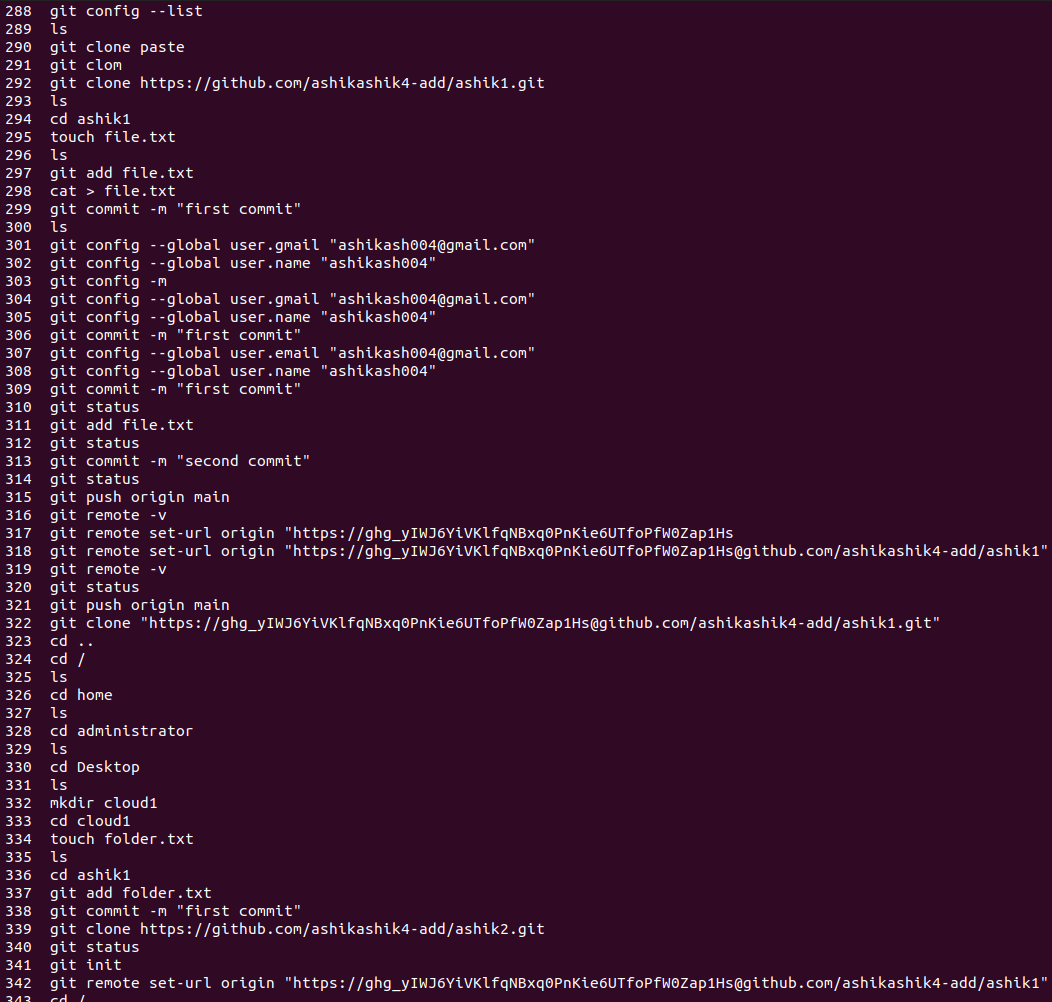 288 git config --list
289 ls
290 git clone paste
291 git clom
292 git clone https://github.com/ashikashik4-add/ashik1.git
293 ls
294 cd ashik1
295 touch file.txt
296 ls
297 git add file.txt
298 cat > file.txt
299 git commit -m "first commit"
300 ls
301 git config --global user.gmail "ashikash004@gmail.com"
302 git config --global user.name "ashikash004"
303 git config -m
304 git config --global user.gmail "ashikash004@gmail.com"
305 git config --global user.name "ashikash004"
306 git commit -m "first commit"
307 git config --global user.email "ashikash004@gmail.com"
308 git config --global user.name "ashikash004"
309 git commit -m "first commit"
310 git status
311 git add file.txt
312 git status
313 git commit -m "second commit"
314 git status
315 git push origin main
316 git remote -v
317 git remote set-url origin "https://ghg_yIWJ6YiVKlfqNBxq0PnKie6UTfoPfW0Zap1Hs
318 git remote set-url origin "https://ghg_yIWJ6YiVKlfqNBxq0PnKie6UTfoPfW0Zap1Hs@github.com/ashikashik4-add/ashik1"
319 git remote -v
320 git status
321 git push origin main
322 git clone "https://ghg_yIWJ6YiVKlfqNBxq0PnKie6UTfoPfW0Zap1Hs@github.com/ashikashik4-add/ashik1.git"
323 cd ..
324 cd /
325 ls
326 cd home
327 ls
328 cd administrator
329 ls
330 cd Desktop
331 ls
332 mkdir cloud1
333 cd cloud1
334 touch folder.txt
335 ls
336 cd ashik1
337 git add folder.txt
338 git commit -m "first commit"
339 git clone https://github.com/ashikashik4-add/ashik2.git
340 git status
341 git init
342 git remote set-url origin "https://ghg_yIWJ6YiVKlfqNBxq0PnKie6UTfoPfW0Zap1Hs@github.com/ashikashik4-add/ashik1"
343 cd /